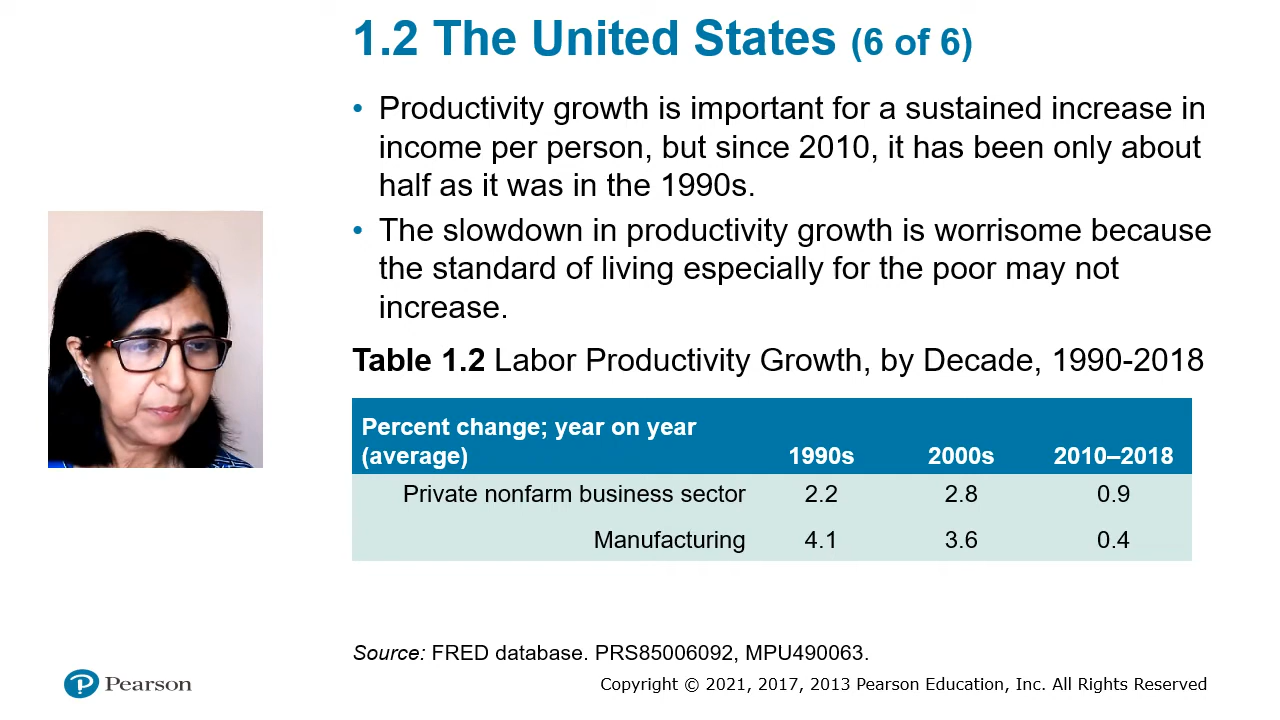 1.2 The United States (6 of 6)
• Productivity growth is important for a sustained increase in
income per person, but since 2010, it has been only about
half as it was in the 1990s.
• The slowdown in productivity growth is worrisome because
the standard of living especially for the poor may not
increase.
Table 1.2 Labor Productivity Growth, by Decade, 1990-2018
Percent change; year on year
(average) 1990s 2000s 2010–2018
Private nonfarm business sector 2.2 2.8 0.9
Manufacturing 4.1 3.6 0.4
Source: FRED database. PRS85006092, MPU490063.
Pearson
Copyright © 2021, 2017, 2013 Pearson Education, Inc. All Rights Reserved